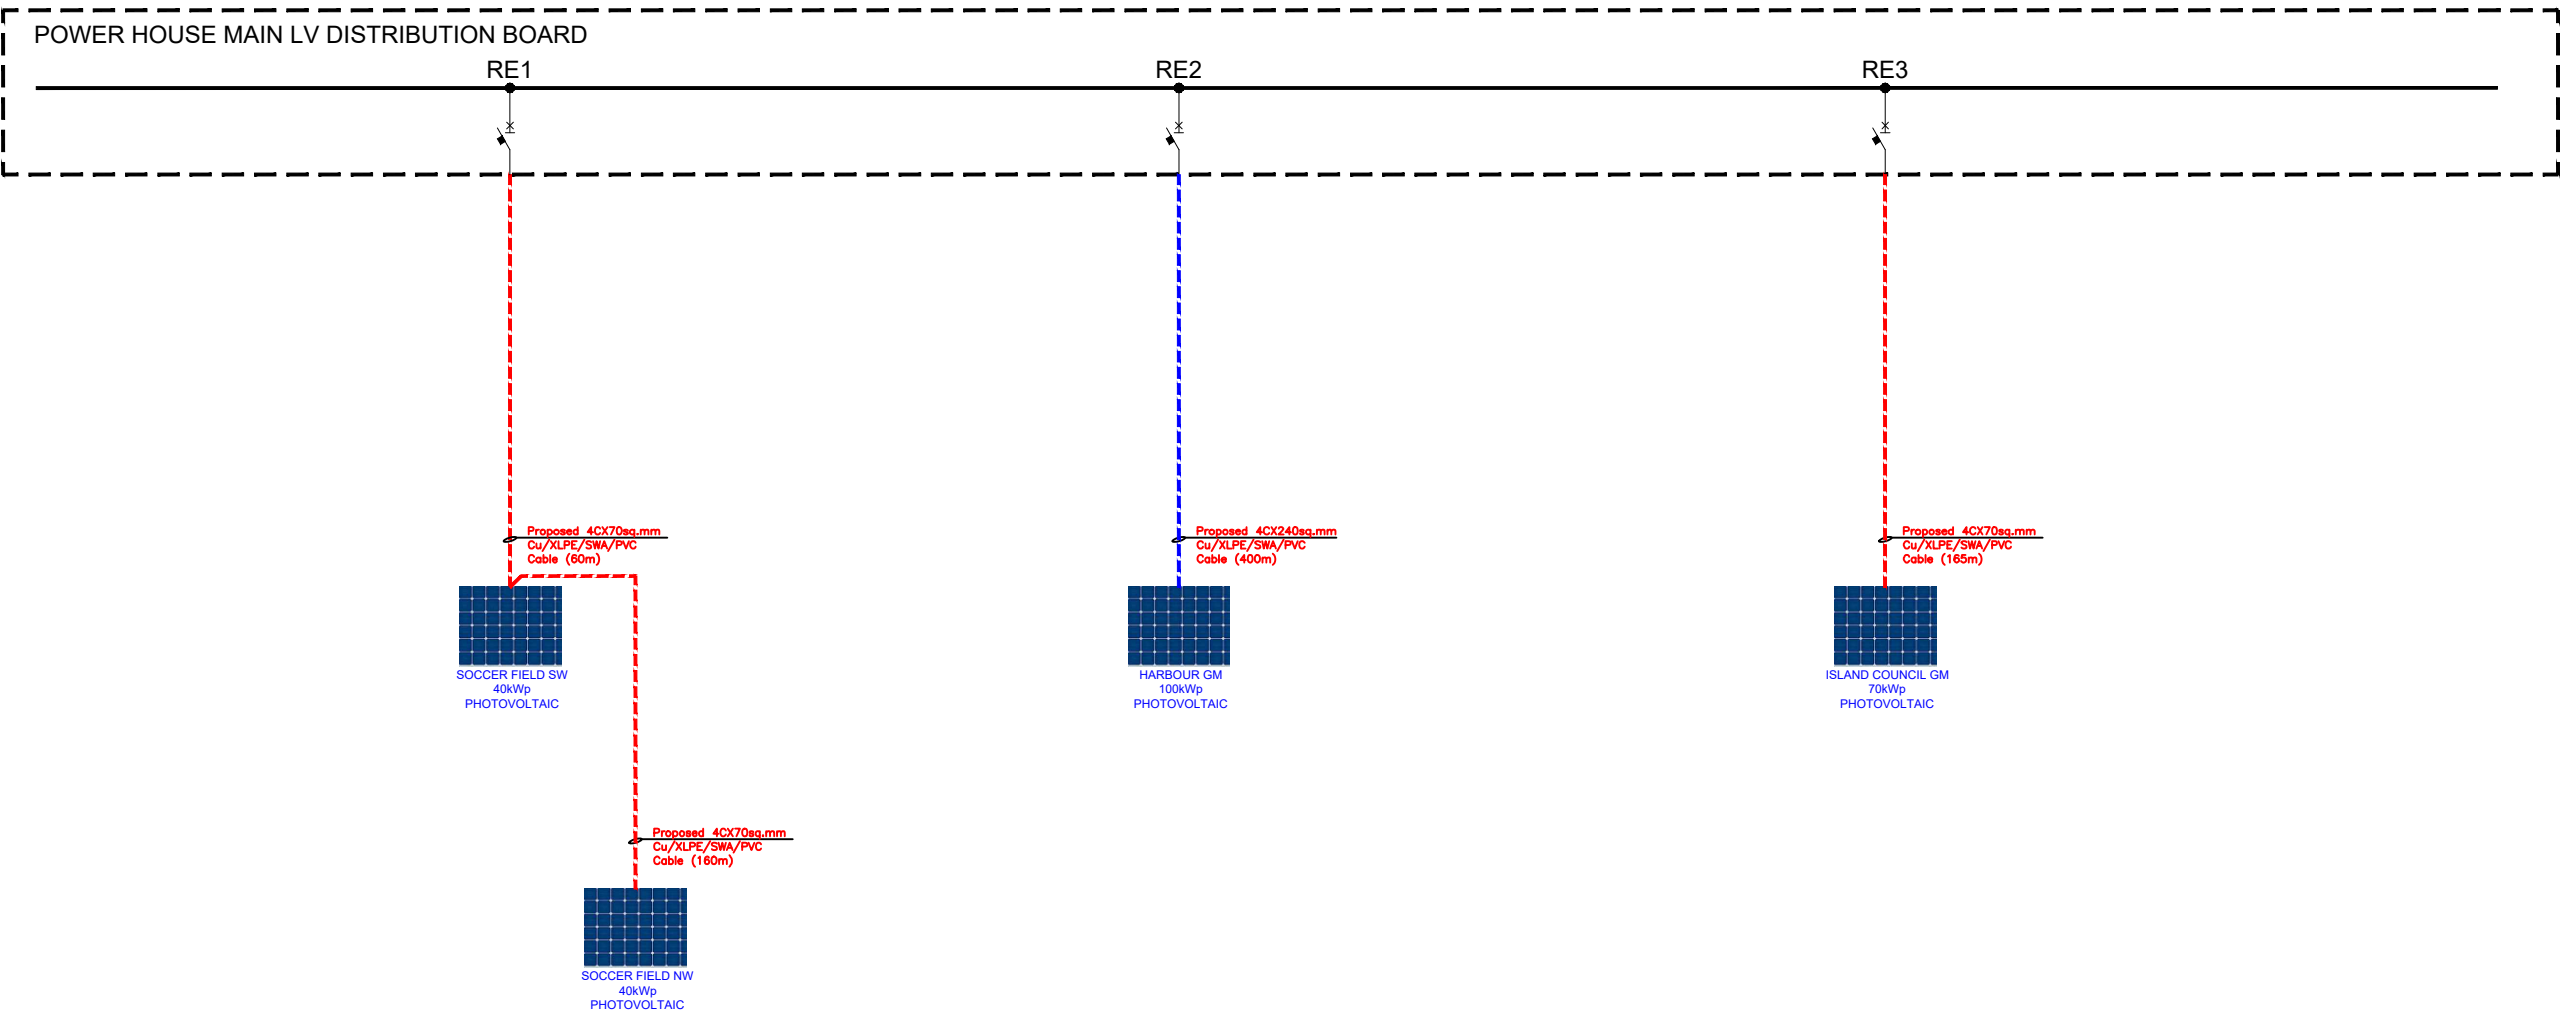 POWER HOUSE MAIN LV DISTRIBUTION BOARD
RE1
RE2
RE3
Proposed 4CX70sq.mm
Cu/XLPE/SWA/PVC
Cable (60m)
Proposed 4CX240sq.mm
Cu/XLPE/SWA/PVC
Cable (400m)
Proposed 4CX70sq.mm
Cu/XLPE/SWA/PVC
Cable (165m)
SOCCER FIELD SW
40kWp
PHOTOVOLTAIC
HARBOUR GM
100kWp
PHOTOVOLTAIC
ISLAND COUNCIL GM
70kWp
PHOTOVOLTAIC
Proposed 4CX70sq.mm
Cu/XLPE/SWA/PVC
Cable (160m)
SOCCER FIELD NW
40kWp
PHOTOVOLTAIC